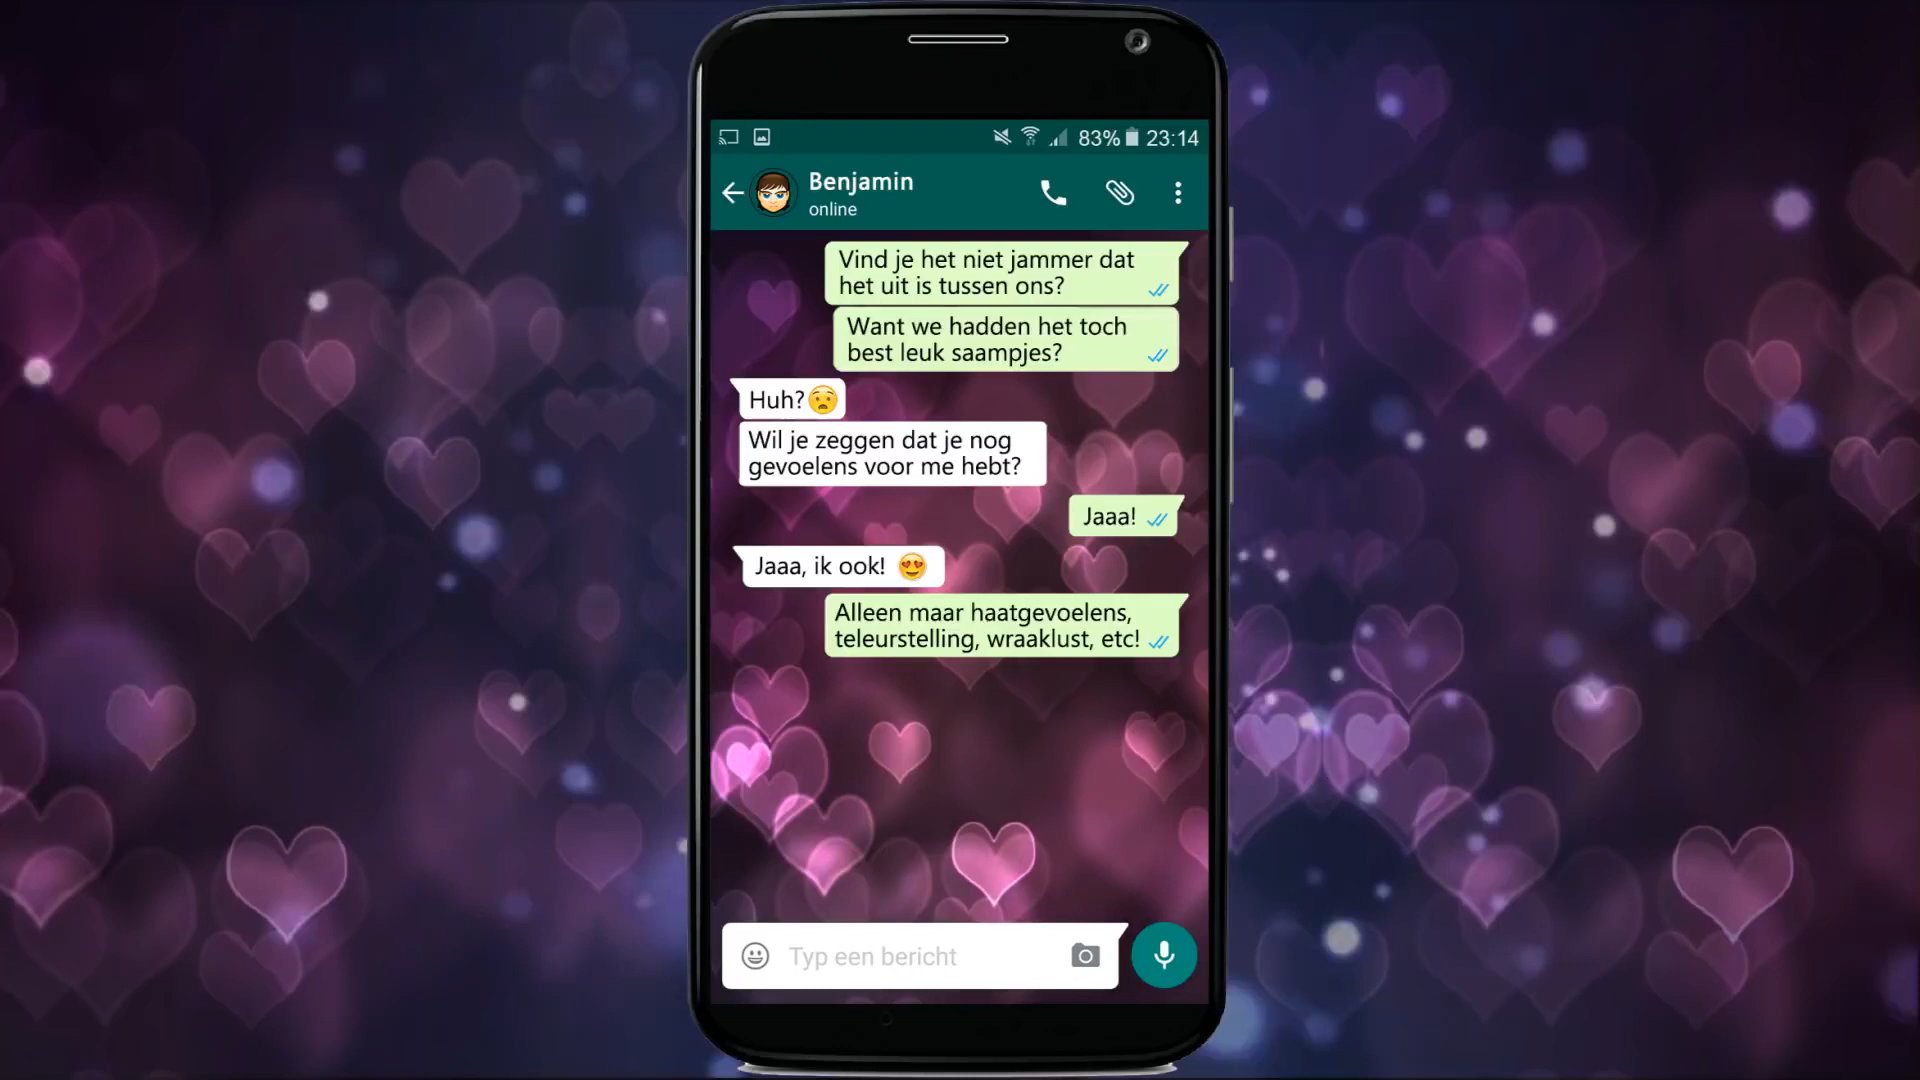 83% 23:14
Benjamin
online
Vind je het niet jammer dat
het uit is tussen ons?
Want we hadden het toch
best leuk saampjes?
Huh?😟
Wil je zeggen dat je nog
gevoelens voor me hebt?
Jaaa!
Jaaa, ik ook! 😍
Alleen maar haatgevoelens,
teleurstelling, wraaklust, etc!
Typ een bericht